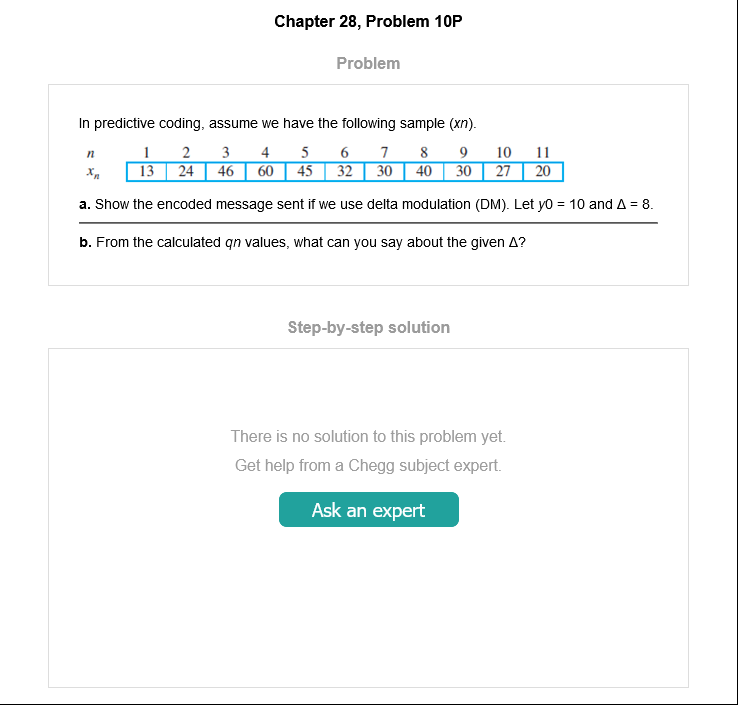 Chapter 28, Problem 10P
Problem
In predictive coding, assume we have the following sample (xn).
n 1 2 3 4 5 6 7 8 9 10 11
xn 13 24 46 60 45 32 30 40 30 27 20
a. Show the encoded message sent if we use delta modulation (DM). Let y0 = 10 and Δ = 8.
b. From the calculated qn values, what can you say about the given Δ?
Step-by-step solution
There is no solution to this problem yet.
Get help from a Chegg subject expert.
Ask an expert